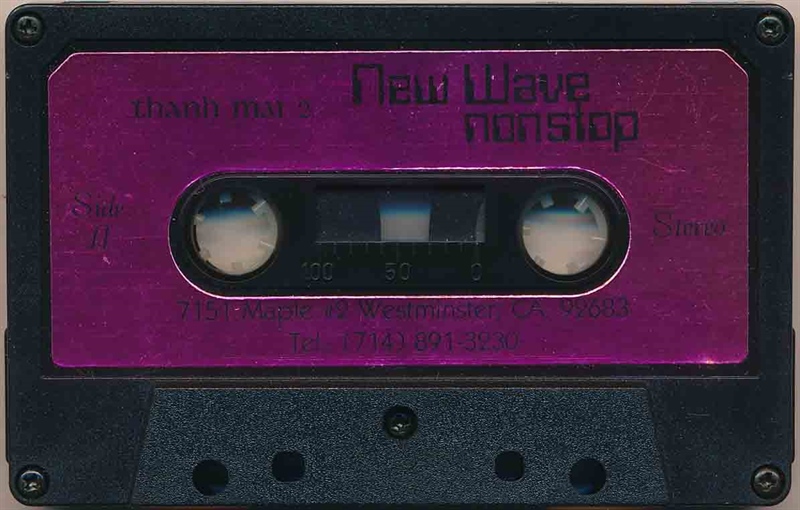 Thanh Mai 2
New Wave
nonstop
Side
A
Stereo
100 50 0
7151 Maple #2 Westminster, CA. 92683
Tel. (714) 891-3230